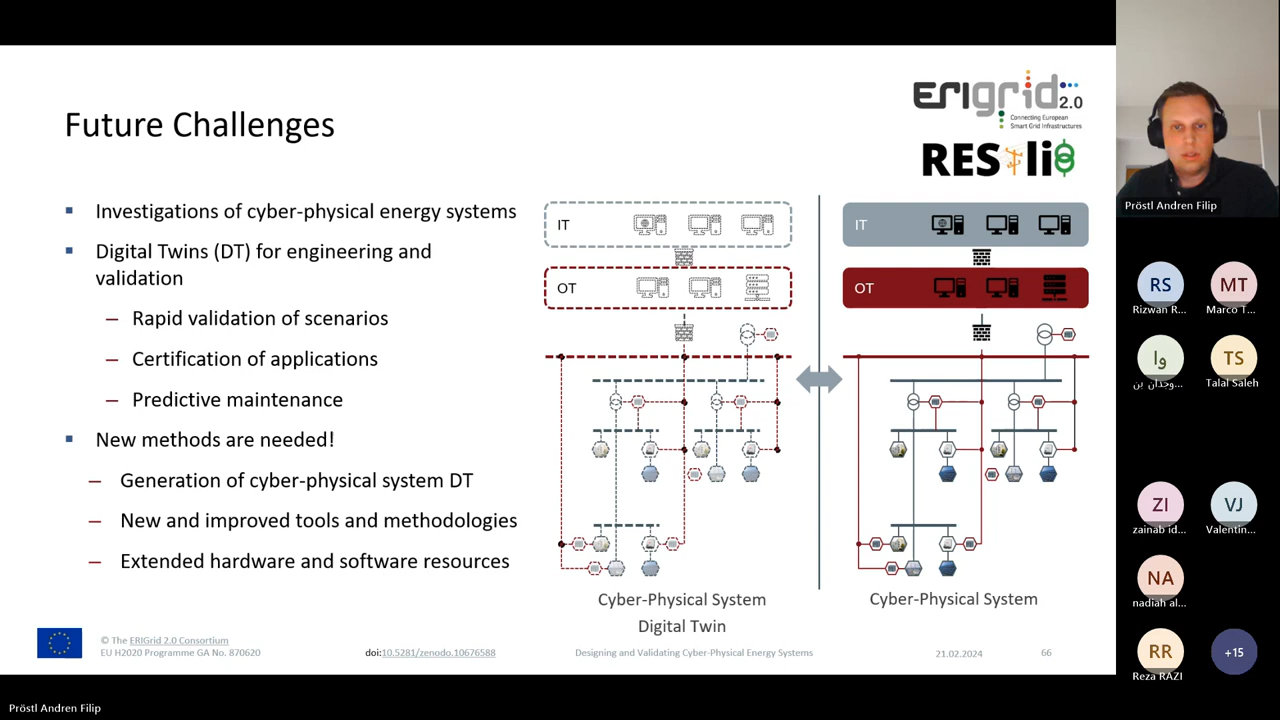 Future Challenges
ERIgrid 2.0
Connecting European
Smart Grid Infrastructures
RESili8
Investigations of cyber-physical energy systems
Digital Twins (DT) for engineering and
validation
– Rapid validation of scenarios
– Certification of applications
– Predictive maintenance
New methods are needed!
– Generation of cyber-physical system DT
– New and improved tools and methodologies
– Extended hardware and software resources
IT
OT
Cyber-Physical System
Digital Twin
IT
OT
Cyber-Physical System
© The ERIGrid 2.0 Consortium
EU H2020 Programme GA No. 870620
doi:10.5281/zenodo.10676588
Designing and Validating Cyber-Physical Energy Systems
21.02.2024
66
Pröstl Andren Filip
RS
MT
Rizwan R...
Marco T...
وا
TS
وجدان بن...
Talal Saleh
ZI
VJ
zainab id...
Valentin...
NA
nadiah al...
RR
+15
Reza RAZI
Pröstl Andren Filip